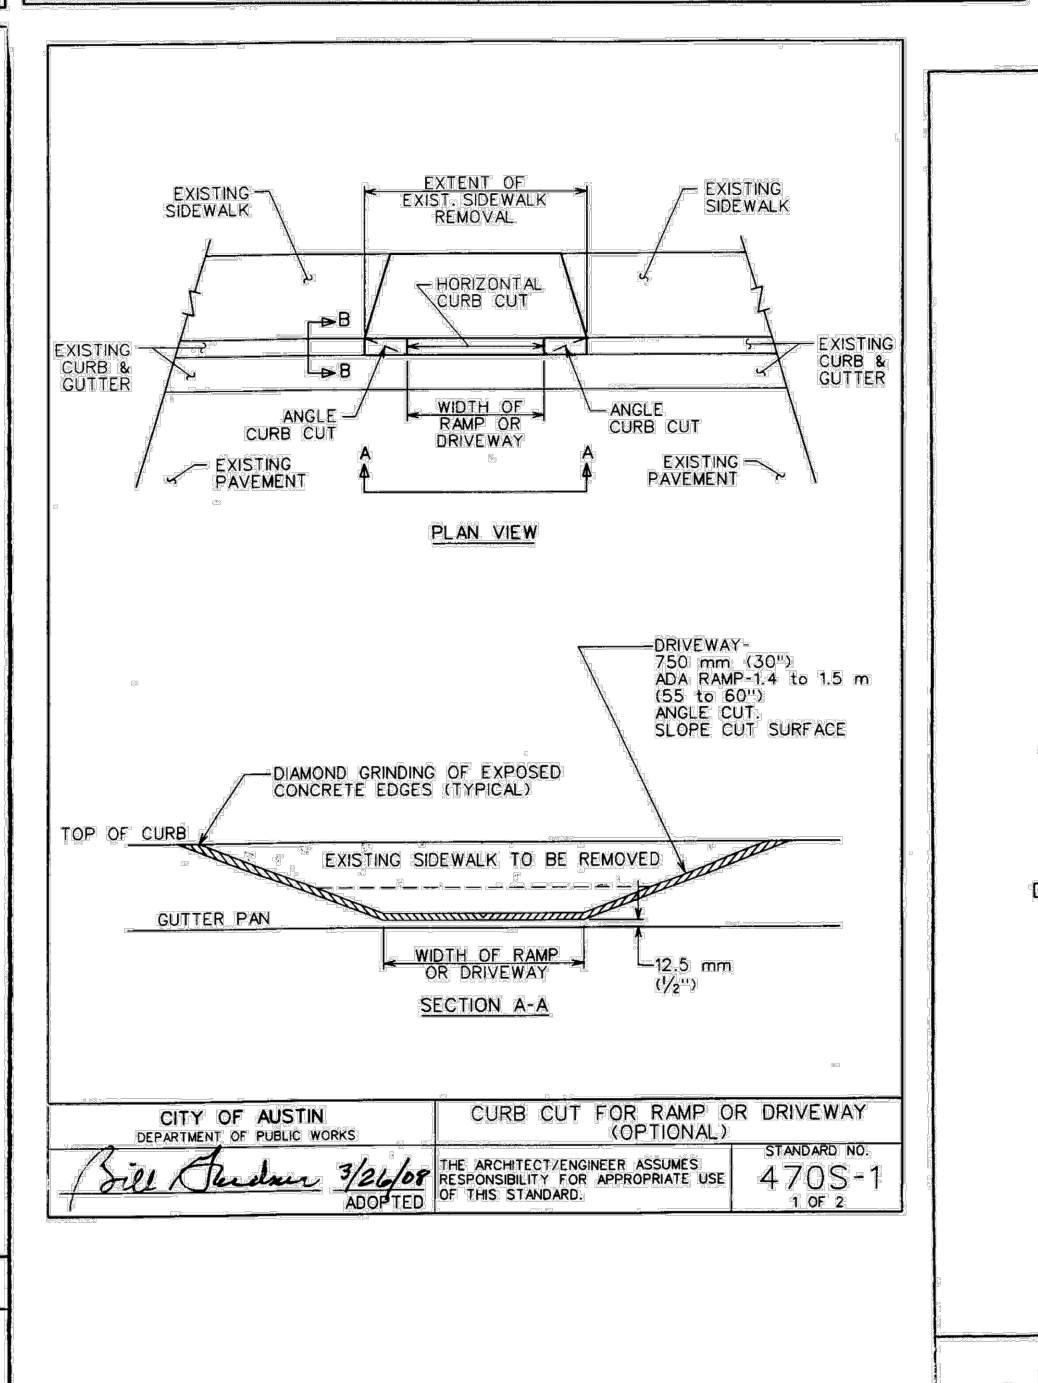 EXTENT OF
EXIST. SIDEWALK
REMOVAL
EXISTING
SIDEWALK
EXISTING
SIDEWALK
HORIZONTAL
CURB CUT
B
B
EXISTING
CURB &
GUTTER
EXISTING
CURB &
GUTTER
ANGLE
CURB CUT
WIDTH OF
RAMP OR
DRIVEWAY
ANGLE
CURB CUT
A
A
EXISTING
PAVEMENT
EXISTING
PAVEMENT
PLAN VIEW
DRIVEWAY-
750 mm (30")
ADA RAMP-1.4 to 1.5 m
(55 to 60")
ANGLE CUT.
SLOPE CUT SURFACE
DIAMOND GRINDING OF EXPOSED
CONCRETE EDGES (TYPICAL)
TOP OF CURB
EXISTING SIDEWALK TO BE REMOVED
GUTTER PAN
WIDTH OF RAMP
OR DRIVEWAY
12.5 mm
(1/2")
SECTION A-A
CITY OF AUSTIN
DEPARTMENT OF PUBLIC WORKS
CURB CUT FOR RAMP OR DRIVEWAY
(OPTIONAL)
Bill Gardner 3/26/08
ADOPTED
THE ARCHITECT/ENGINEER ASSUMES
RESPONSIBILITY FOR APPROPRIATE USE
OF THIS STANDARD.
STANDARD NO.
470S-1
1 OF 2